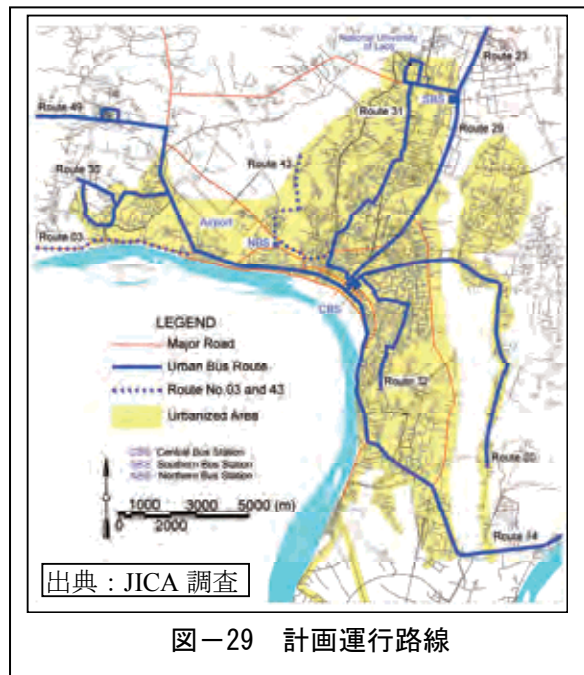 National University
of Laos
Route 23
SBS
Route 49
Route 31
Route 29
Route 43
Route 30
Airport
NBS
Route 03
CBS
LEGEND
Major Road
Urban Bus Route
Route No.03 and 43
Urbanized Area
Route 32
CBS Central Bus Station
SBS Southern Bus Station
NBS Northern Bus Station
Route 20
1000 3000 5000 (m)
0 2000
Route 14
出典：JICA 調査
図－29 計画運行路線